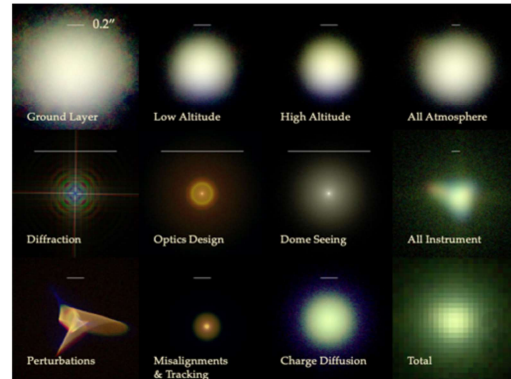 0.2"
Ground Layer
Low Altitude
High Altitude
All Atmosphere
Diffraction
Optics Design
Dome Seeing
All Instrument
Perturbations
Misalignments
& Tracking
Charge Diffusion
Total